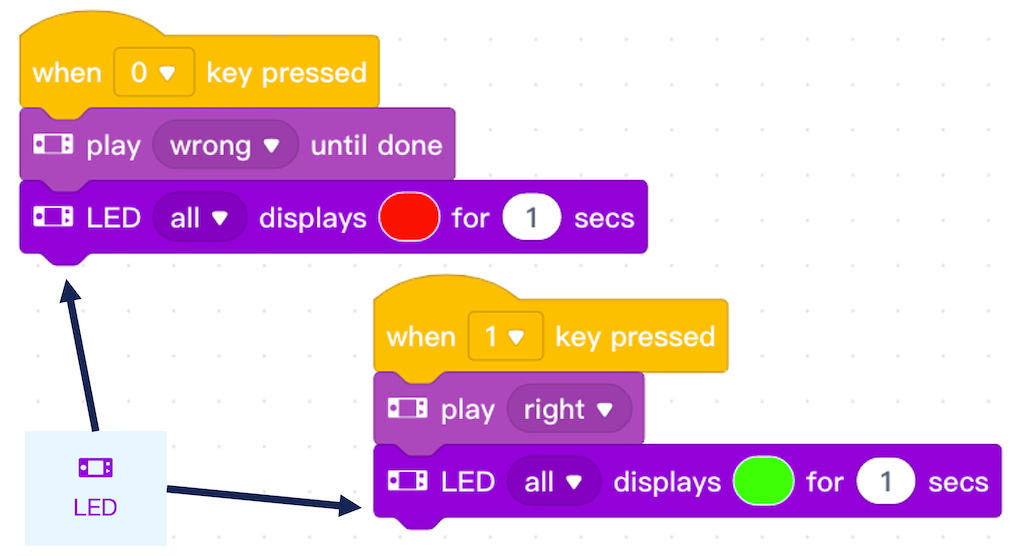 when 0 key pressed
play wrong until done
LED all displays for 1 secs
when 1 key pressed
play right
LED all displays for 1 secs
LED